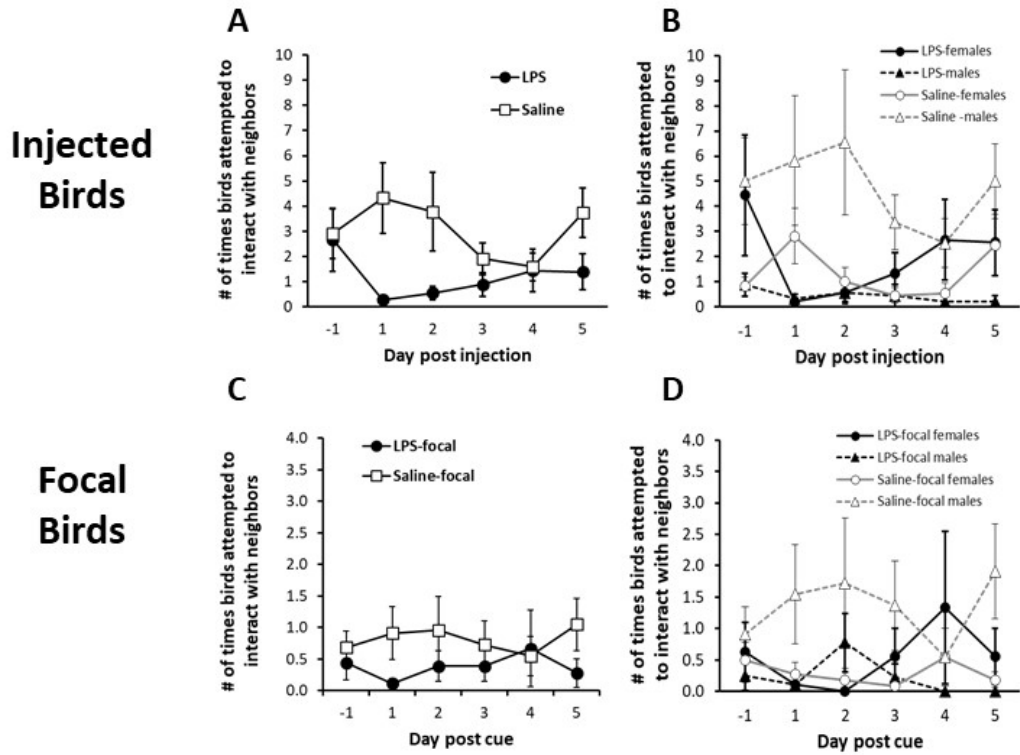 A
B
Injected
Birds
# of times birds attempted to
interact with neighbors
10
9
8
7
6
5
4
3
2
1
0
LPS
Saline
-1 1 2 3 4 5
Day post injection
# of times birds attempted
to interact with neighbors
10
9
8
7
6
5
4
3
2
1
0
LPS-females
LPS-males
Saline-females
Saline -males
-1 1 2 3 4 5
Day post injection
C
D
Focal
Birds
# of times birds attempted to
interact with neighbors
4.0
3.5
3.0
2.5
2.0
1.5
1.0
0.5
0.0
LPS-focal
Saline-focal
-1 1 2 3 4 5
Day post cue
# of times birds attempted
to interact with neighbors
4.0
3.5
3.0
2.5
2.0
1.5
1.0
0.5
0.0
LPS-focal females
LPS-focal males
Saline-focal females
Saline-focal males
-1 1 2 3 4 5
Day post cue